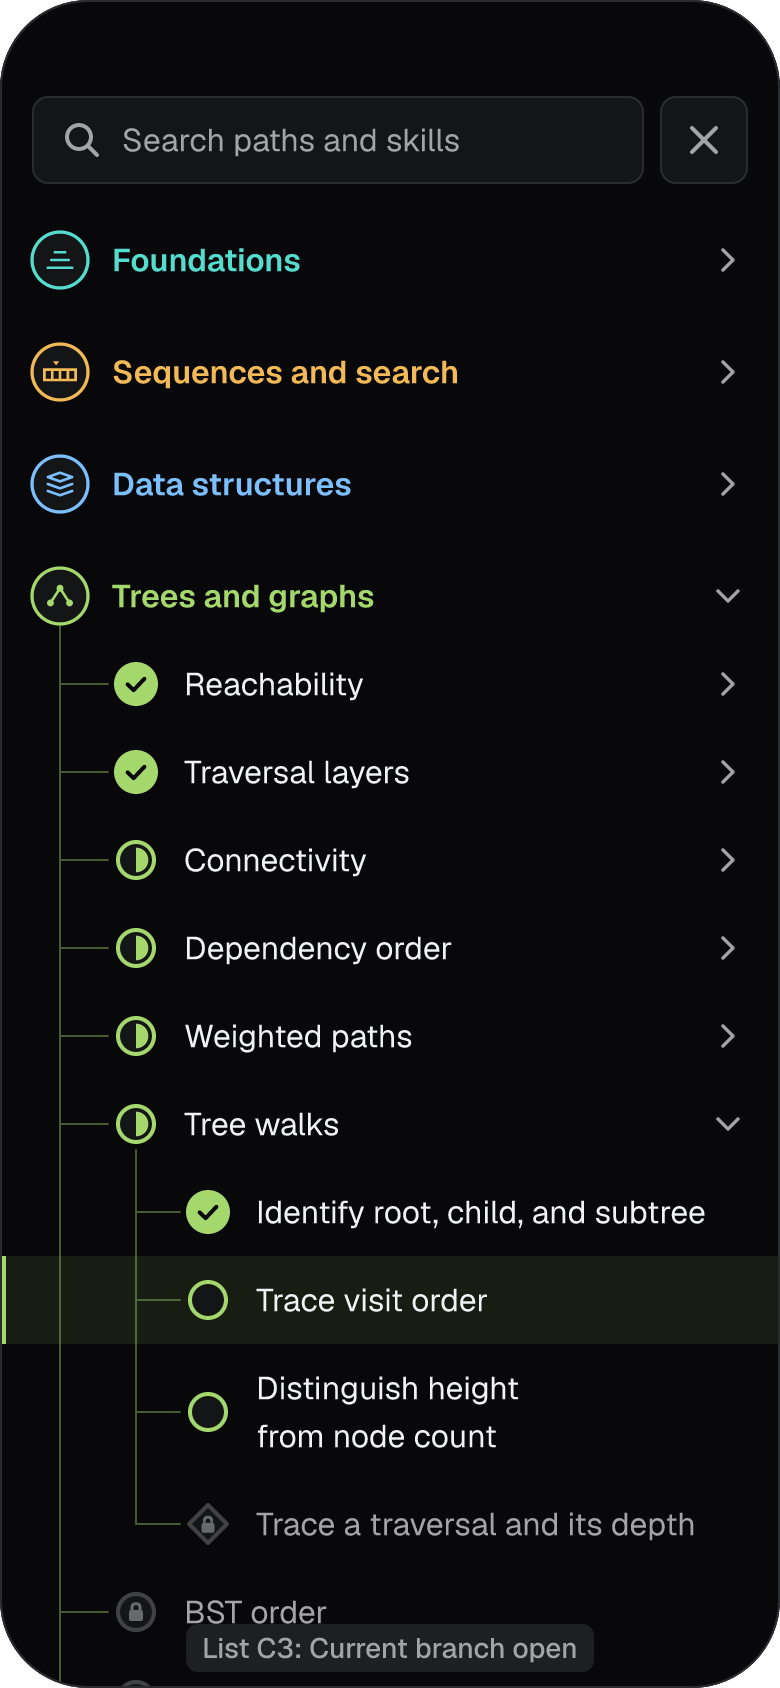 Search paths and skills
Foundations
Sequences and search
Data structures
Trees and graphs
Reachability
Traversal layers
Connectivity
Dependency order
Weighted paths
Tree walks
Identify root, child, and subtree
Trace visit order
Distinguish height
from node count
Trace a traversal and its depth
BST order
List C3: Current branch open